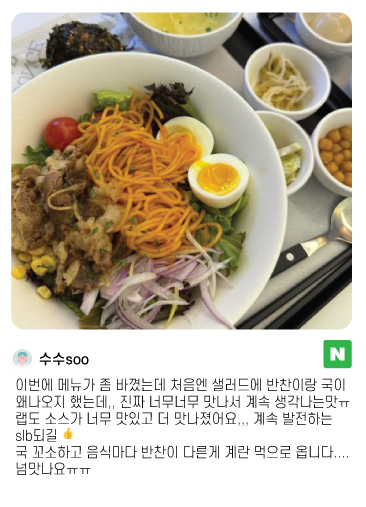 수수soo
N
이번에 메뉴가 좀 바꼈는데 처음엔 샐러드에 반찬이랑 국이
왜나오지 했는데,, 진짜 너무너무 맛나서 계속 생각나는맛ㅠ
랩도 소스가 너무 맛있고 더 맛나졌어요,,, 계속 발전하는
slb되길 👍
국 꼬소하고 음식마다 반찬이 다른게 계란 먹으로 옵니다....
넘맛나요ㅠㅠ